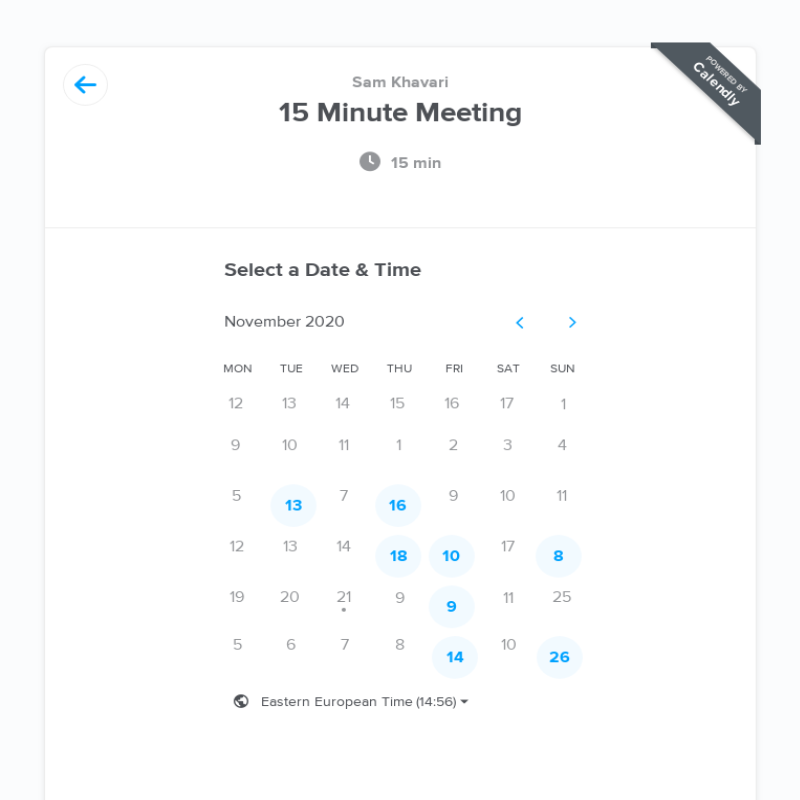 Sam Khavari
15 Minute Meeting
15 min
POWERED BY
Calendly
Select a Date & Time
November 2020
MON TUE WED THU FRI SAT SUN
12 13 14 15 16 17 1
9 10 11 1 2 3 4
5 13 7 16 9 10 11
12 13 14 18 10 17 8
19 20 21 9 9 11 25
5 6 7 8 14 10 26
Eastern European Time (14:56)